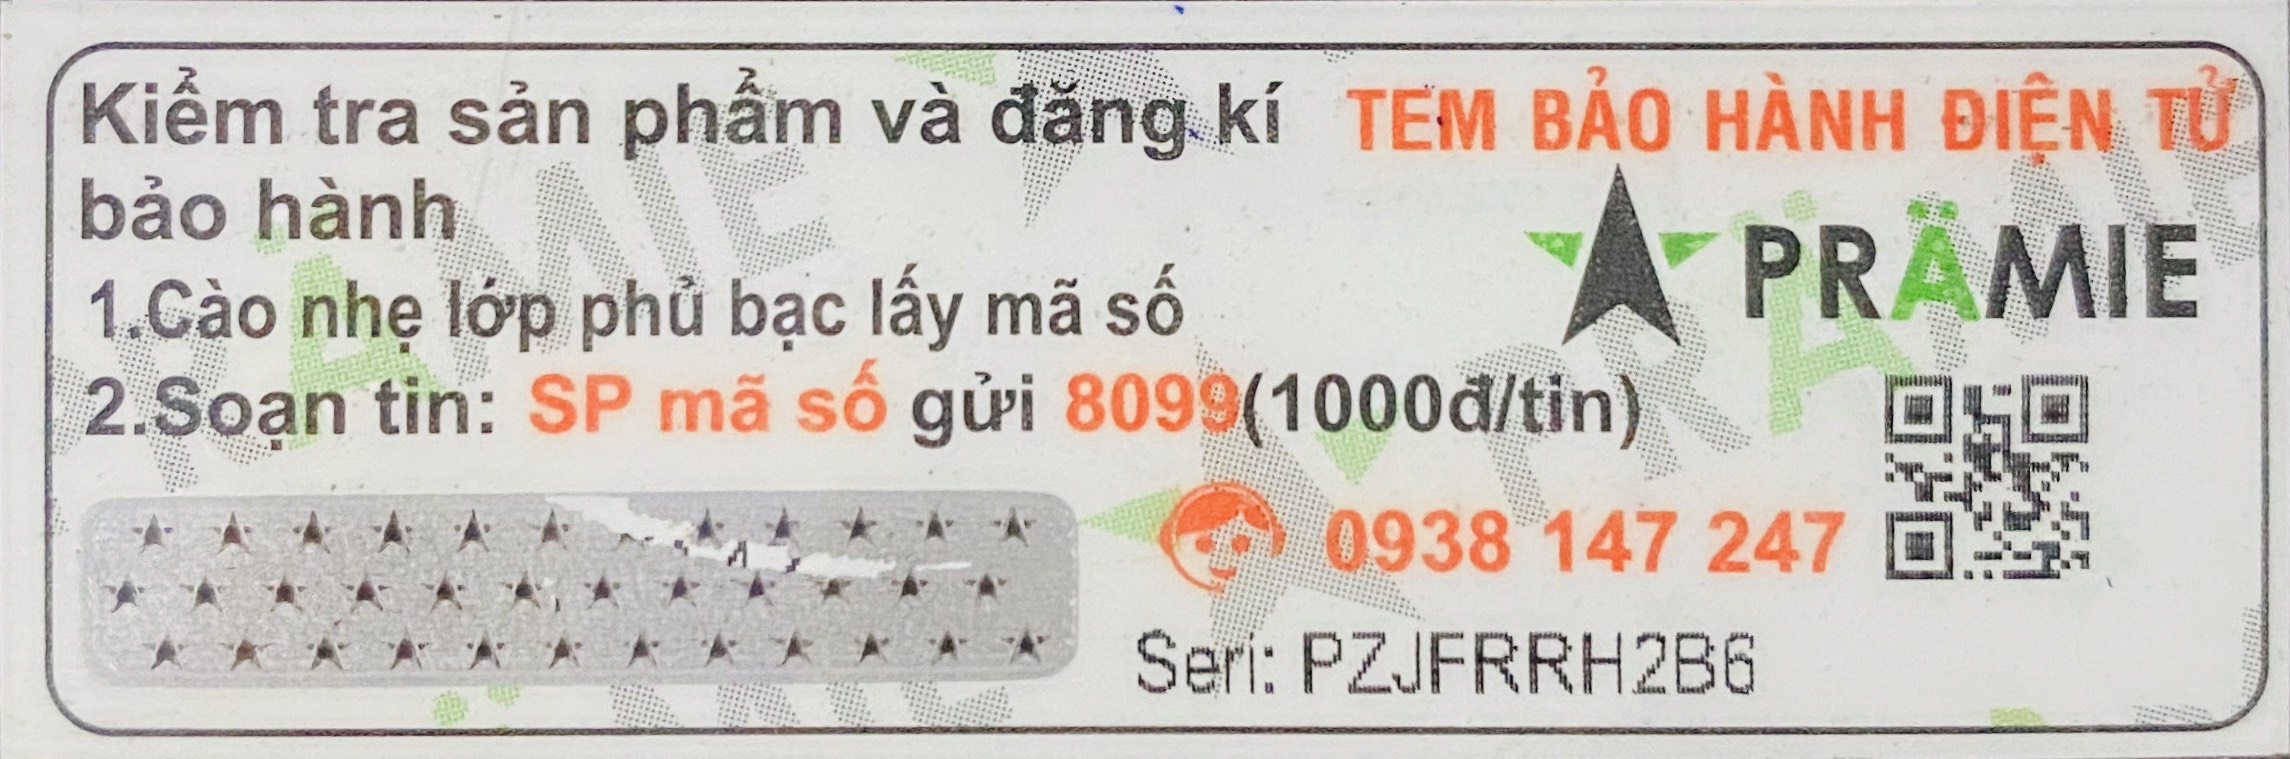 Kiểm tra sản phẩm và đăng kí
bảo hành
1.Cào nhẹ lớp phủ bạc lấy mã số
2.Soạn tin: SP mã số gửi 8099(1000đ/tin)
TEM BẢO HÀNH ĐIỆN TỬ
PRÄMIE
0938 147 247
Seri: PZJFRRH2B6